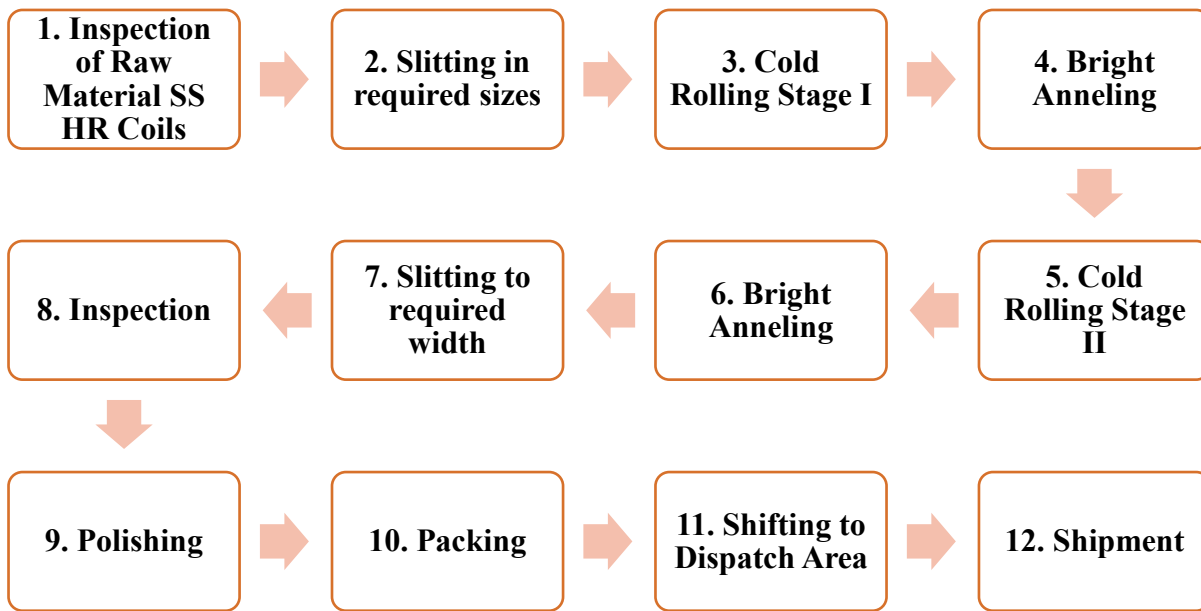 1. Inspection
of Raw
Material SS
HR Coils
2. Slitting in
required sizes
3. Cold
Rolling Stage I
4. Bright
Anneling
5. Cold
Rolling Stage
II
6. Bright
Anneling
7. Slitting to
required
width
8. Inspection
9. Polishing
10. Packing
11. Shifting to
Dispatch Area
12. Shipment